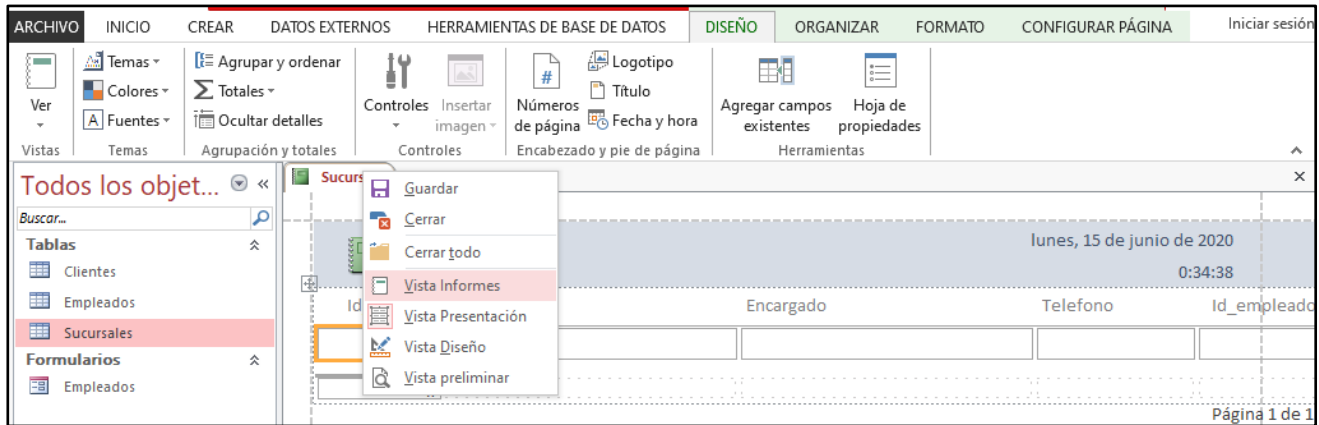 ARCHIVO INICIO CREAR DATOS EXTERNOS HERRAMIENTAS DE BASE DE DATOS DISEÑO ORGANIZAR FORMATO CONFIGURAR PÁGINA Iniciar sesión
Ver
Vistas
Temas
Colores
A Fuentes
Temas
Agrupar y ordenar
Totales
Ocultar detalles
Agrupación y totales
Controles
Insertar imagen
Controles
Números de página
Logotipo
Título
Fecha y hora
Encabezado y pie de página
Agregar campos existentes
Hoja de propiedades
Herramientas
Todos los objet...
Buscar...
Tablas
Clientes
Empleados
Sucursales
Formularios
Empleados
Sucurs
Guardar
Cerrar
Cerrar todo
Vista Informes
Vista Presentación
Vista Diseño
Vista preliminar
lunes, 15 de junio de 2020
0:34:38
Id Encargado Telefono Id_empleado
Página 1 de 1